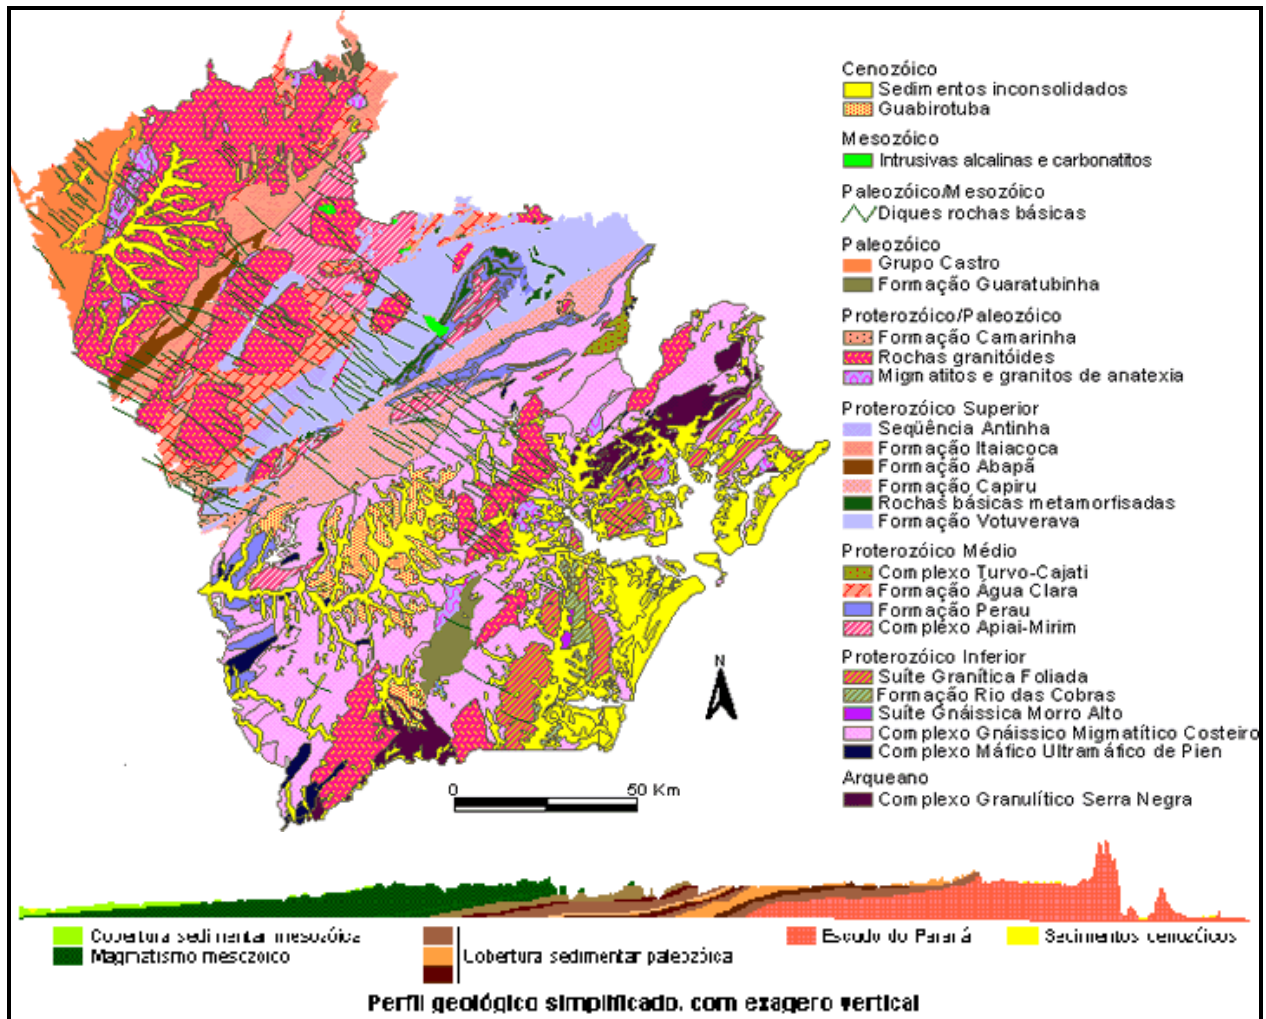 Cenozóico
Sedimentos inconsolidados
Guabirotuba
Mesozóico
Intrusivas alcalinas e carbonatitos
Paleozóico/Mesozóico
Diques rochas básicas
Paleozóico
Grupo Castro
Formação Guaratubinha
Proterozóico/Paleozóico
Formação Camarinha
Rochas granitóides
Migmatitos e granitos de anatexia
Proterozóico Superior
Seqüência Antinha
Formação Itaiacoca
Formação Abapã
Formação Capiru
Rochas básicas metamorfisadas
Formação Votuverava
Proterozóico Médio
Complexo Turvo-Cajati
Formação Água Clara
Formação Perau
Complexo Apiai-Mirim
Proterozóico Inferior
Suíte Granítica Foliada
Formação Rio das Cobras
Suíte Gnáissica Morro Alto
Complexo Gnáissico Migmatítico Costeiro
Complexo Máfico Ultramáfico de Pien
Arqueano
Complexo Granulítico Serra Negra
N
0 50 Km
Cobertura sedimentar mesozóica
Magmatismo mesozóico
Cobertura sedimentar paleozóica
Escudo do Paraná
Sedimentos cenozóicos
Perfil geológico simplificado, com exagero vertical